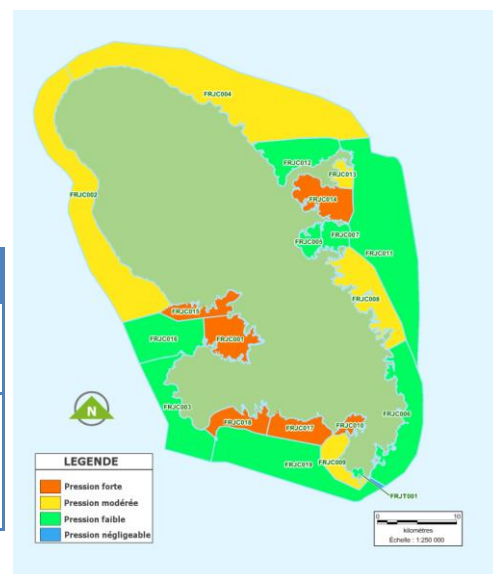 FRJC004
FRJC012
FRJC013
FRJC002
FRJC014
FRJC007
FRJC005
FRJC011
FRJC008
FRJC015
FRJC016
FRJC001
FRJC003
FRJC006
FRJC018
FRJC017
FRJC010
FRJC019
FRJC009
FRJT001
N
LEGENDE
Pression forte
Pression modérée
Pression faible
Pression négligeable
0 10
kilomètres
Échelle : 1:250 000